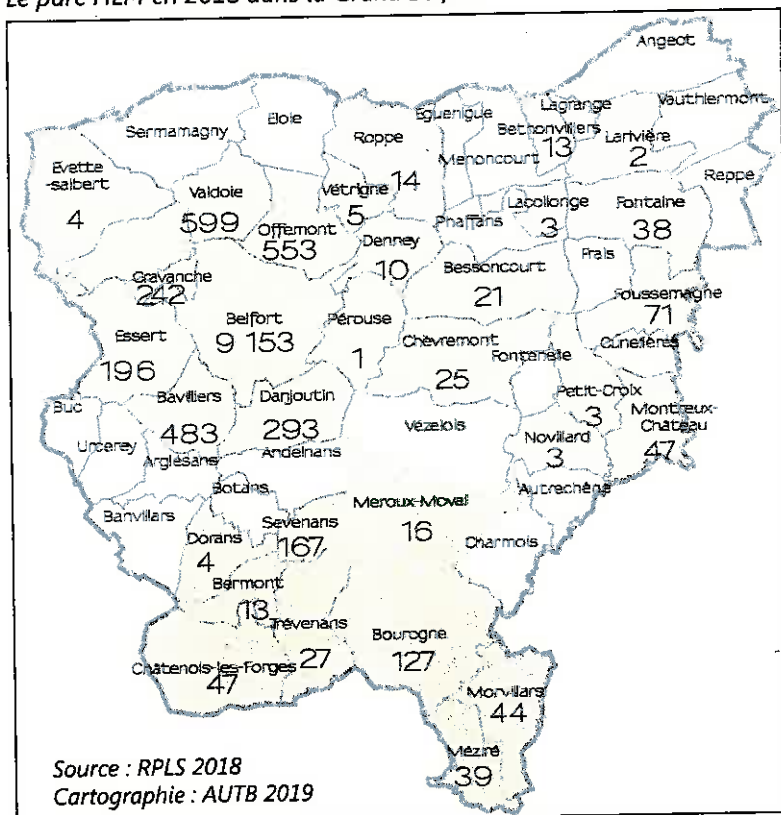 Le parc HLM en 2018 dans le Grand
Angeot
Vauthiermont
Lagrange
Eguenigue
Bethonvilliers
13
Larivière
2
Eloie
Sermamagny
Roppe
14
Menoncourt
Reppe
Evette
-salbert
4
Valdoie
599
Vétrigne
5
Offemont
553
Phaffans
Lacollonge
3
Fontaine
38
Denney
10
Bessoncourt
21
Frais
Cravanche
242
Foussemagne
71
Essert
196
Belfort
9 153
Pérouse
1
Chèvremont
25
Fontenelle
Cunelières
Petit-Croix
3
Montreux-
Château
47
Buc
Bavilliers
483
Danjoutin
293
Vézelois
Novillard
3
Urcerey
Argiésans
Andelnans
Autrechêne
Botans
Banvillars
Meroux-Moval
16
Sevenans
167
Charmois
Dorans
4
Bermont
13
Trévenans
27
Bourogne
127
Châtenois-les-Forges
47
Morvillars
44
Méziré
39
Source : RPLS 2018
Cartographie : AUTB 2019